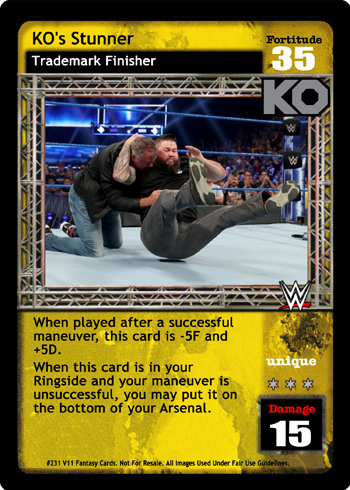 KO's Stunner
Fortitude
35
Trademark Finisher
KO
When played after a successful
maneuver, this card is -5F and
+5D.
When this card is in your
Ringside and your maneuver is
unsuccessful, you may put it on
the bottom of your Arsenal.
unique
Damage
15
#231 V11 Fantasy Cards. Not For Resale. All Images Used Under Fair Use Guidelines.